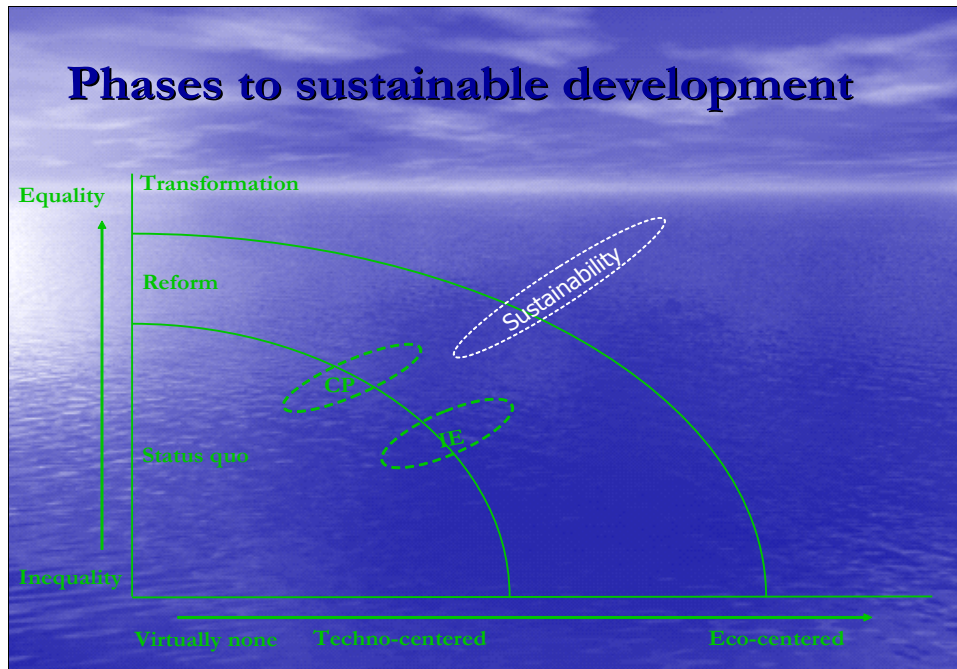 Phases to sustainable development
Transformation
Equality
Reform
Sustainability
CP
IE
Status quo
Inequality
Virtually none
Techno-centered
Eco-centered